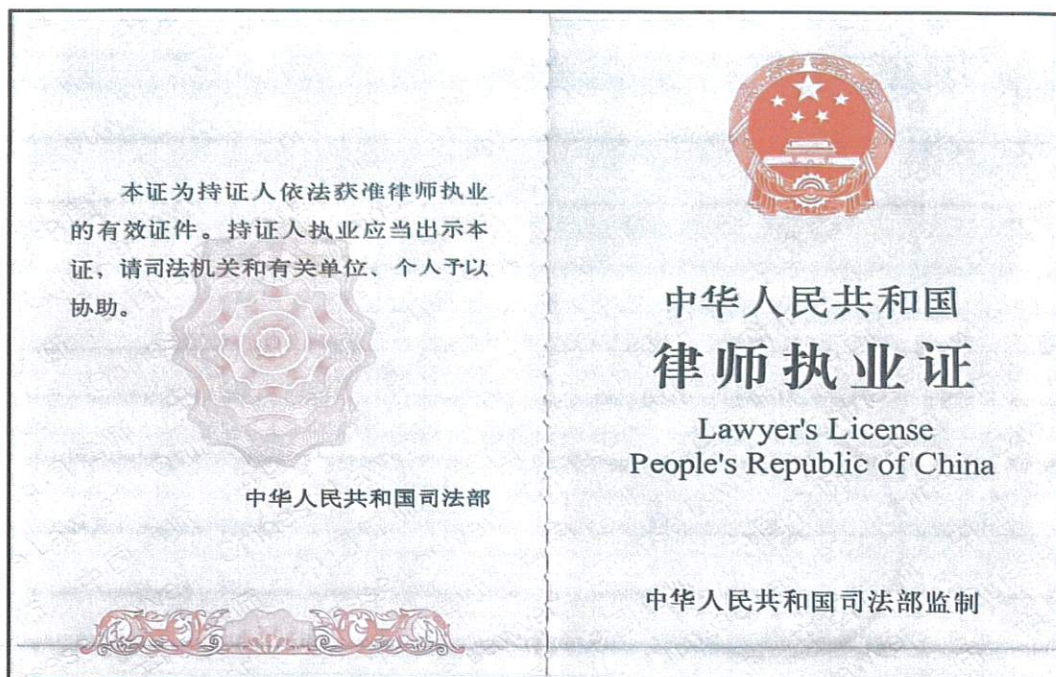 本证为持证人依法获准律师执业
的有效证件。持证人执业应当出示本
证，请司法机关和有关单位、个人予以
协助。
中华人民共和国司法部
中华人民共和国
律师执业证
Lawyer's License
People's Republic of China
中华人民共和国司法部监制